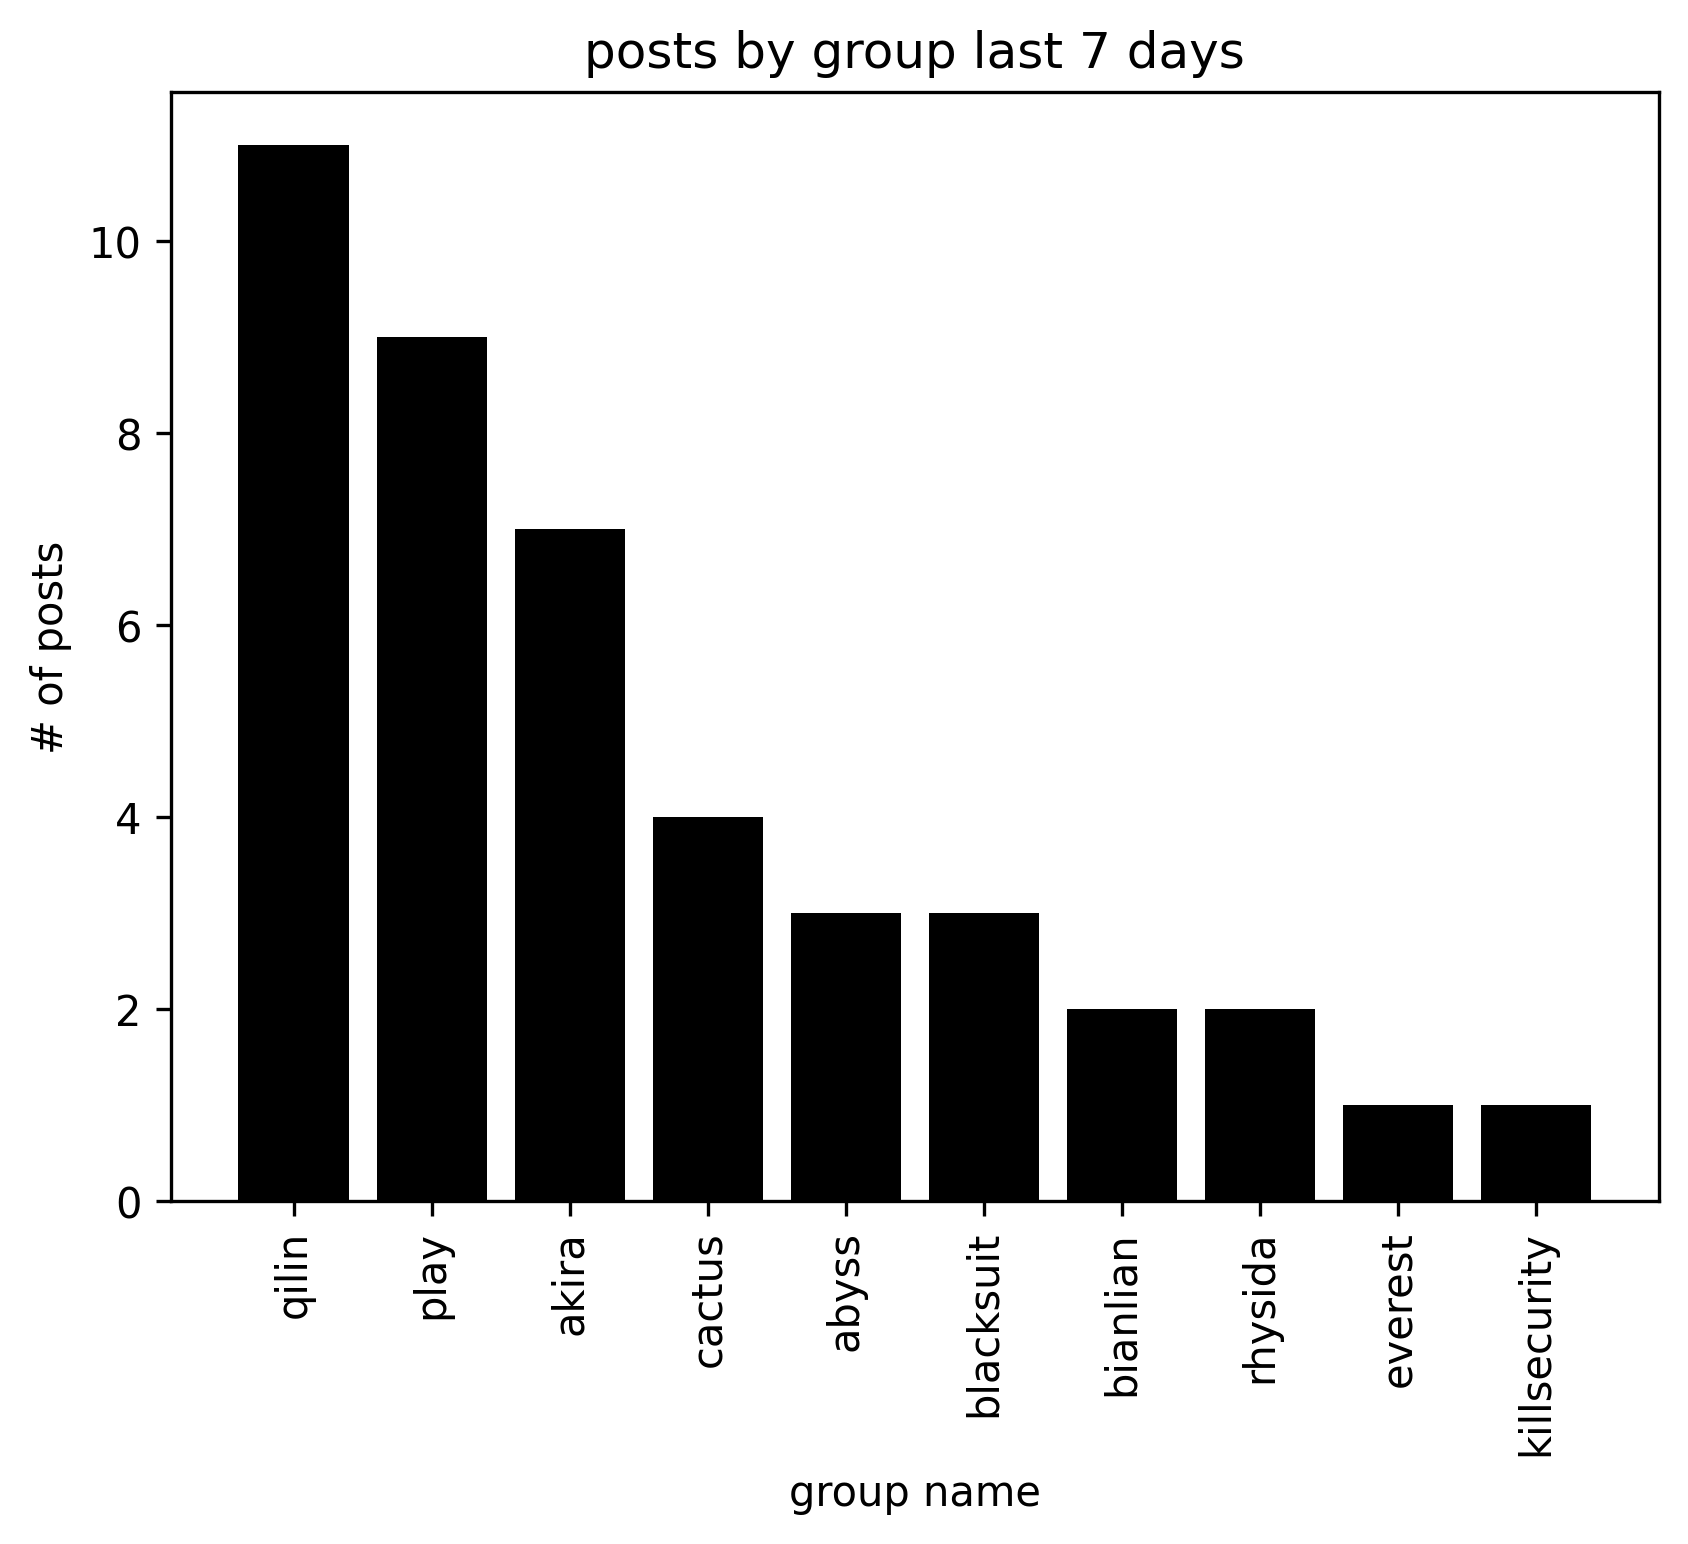 posts by group last 7 days
# of posts
10
8
6
4
2
0
qilin
play
akira
cactus
abyss
blacksuit
bianlian
rhysida
everest
killsecurity
group name